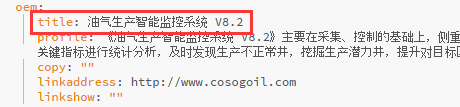 oem:
title: 油气生产智能监控系统 V8.2
profile: 《油气生产智能监控系统 V8.2》主要在采集、控制的基础上，侧重
关键指标进行统计分析，及时发现生产不正常井，挖掘生产潜力井，提升对目标
copy: ""
linkaddress: http://www.cosogoil.com
linkshow: ""